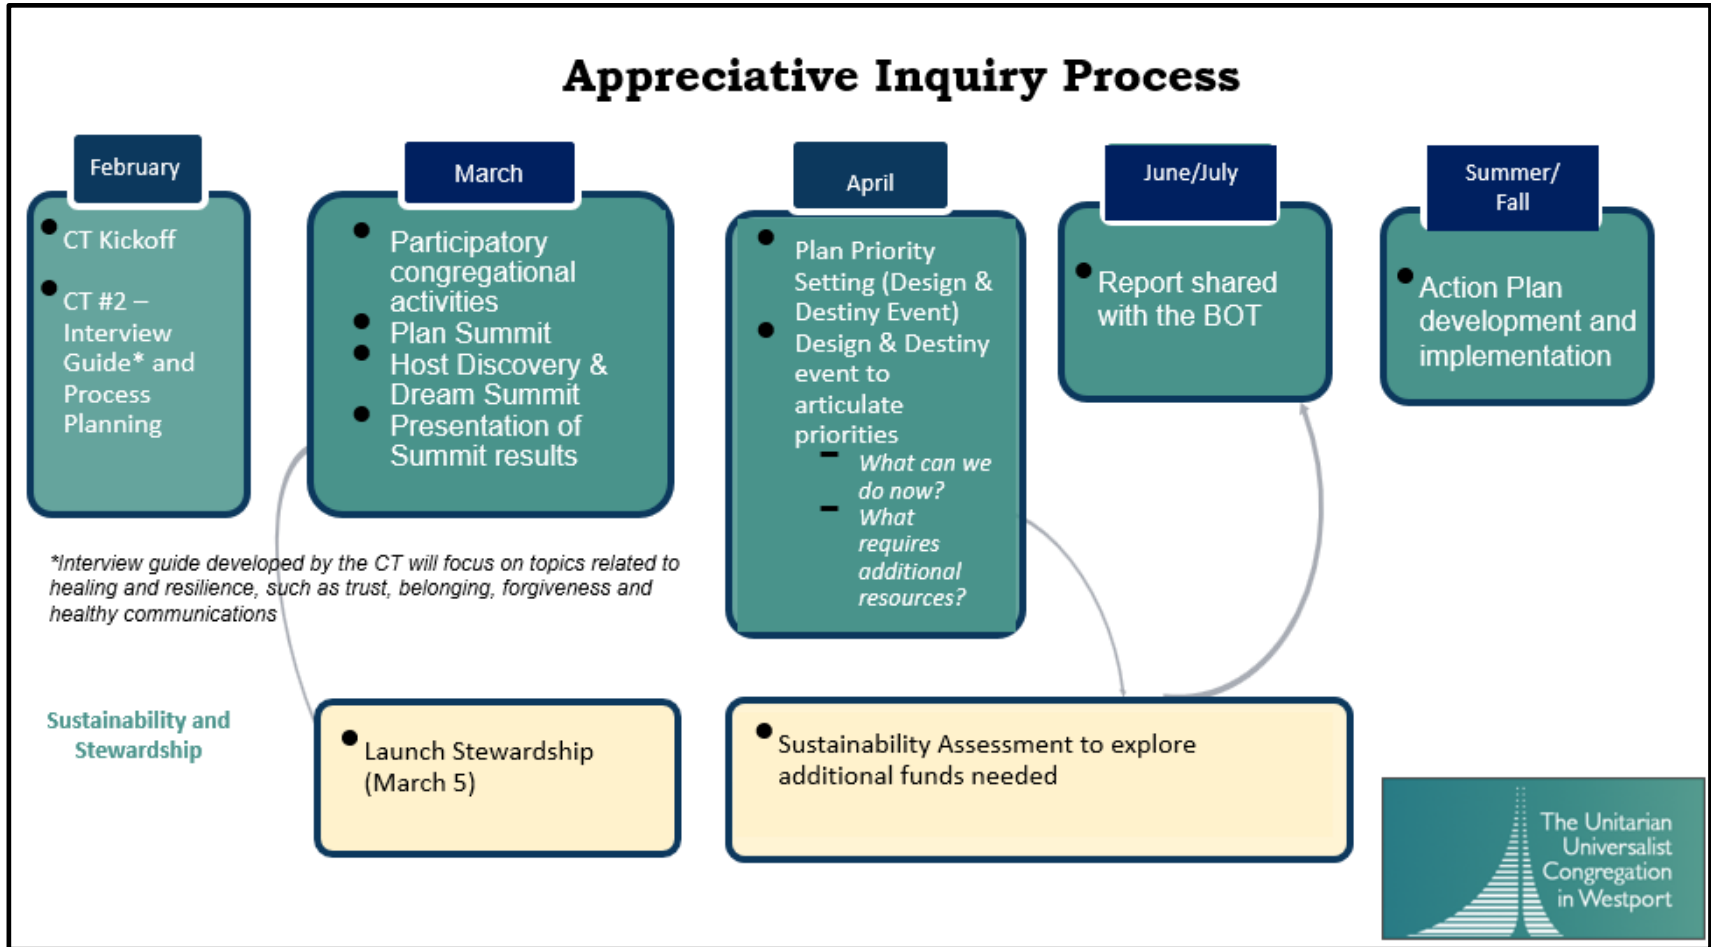 Appreciative Inquiry Process
February
• CT Kickoff
• CT #2 –
Interview
Guide* and
Process
Planning
March
• Participatory
congregational
activities
• Plan Summit
• Host Discovery &
Dream Summit
• Presentation of
Summit results
April
• Plan Priority
Setting (Design &
Destiny Event)
• Design & Destiny
event to
articulate
priorities
– What can we
do now?
– What
requires
additional
resources?
June/July
• Report shared
with the BOT
Summer/
Fall
• Action Plan
development and
implementation
*Interview guide developed by the CT will focus on topics related to
healing and resilience, such as trust, belonging, forgiveness and
healthy communications
Sustainability and
Stewardship
• Launch Stewardship
(March 5)
• Sustainability Assessment to explore
additional funds needed
The Unitarian
Universalist
Congregation
in Westport